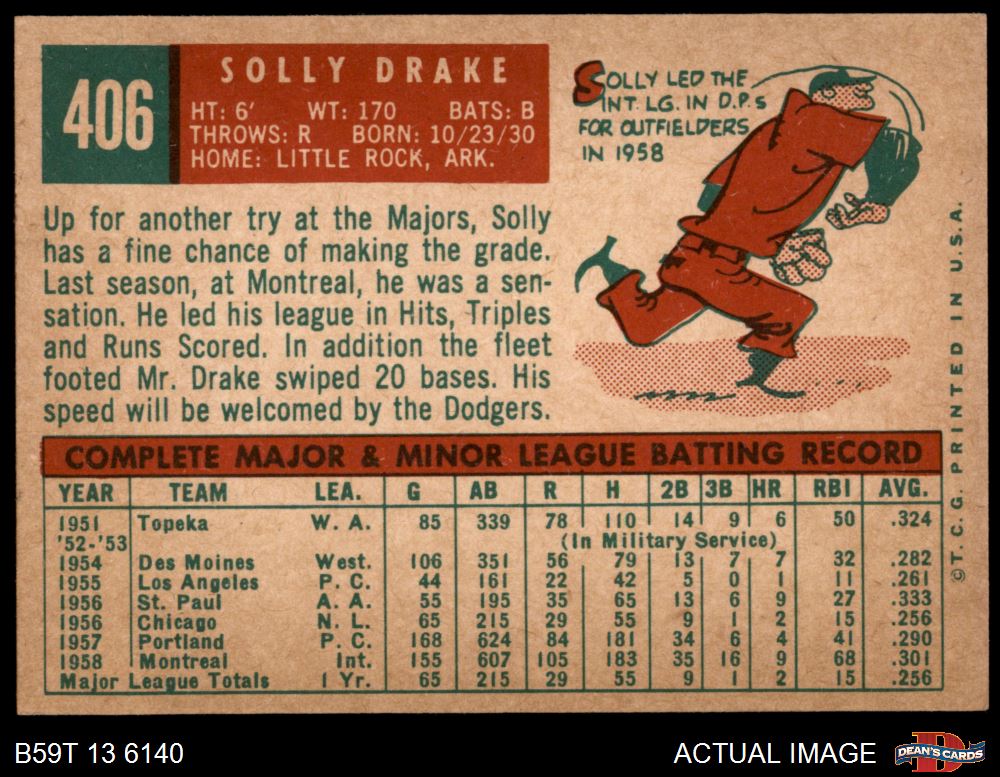 406
SOLLY DRAKE
HT: 6' WT: 170 BATS: B
THROWS: R BORN: 10/23/30
HOME: LITTLE ROCK, ARK.
SOLLY LED THE
INT. LG. IN D.P.s
FOR OUTFIELDERS
IN 1958
Up for another try at the Majors, Solly
has a fine chance of making the grade.
Last season, at Montreal, he was a sen-
sation. He led his league in Hits, Triples
and Runs Scored. In addition the fleet
footed Mr. Drake swiped 20 bases. His
speed will be welcomed by the Dodgers.
COMPLETE MAJOR & MINOR LEAGUE BATTING RECORD
YEAR TEAM LEA. G AB R H 2B 3B HR RBI AVG.
1951 Topeka W. A. 85 339 78 110 14 9 6 50 .324
'52-'53 (In Military Service)
1954 Des Moines West. 106 351 56 79 13 7 7 32 .282
1955 Los Angeles P. C. 44 161 22 42 5 0 1 11 .261
1956 St. Paul A. A. 55 195 35 65 13 6 9 27 .333
1956 Chicago N. L. 65 215 29 55 9 1 2 15 .256
1957 Portland P. C. 168 624 84 181 34 6 4 41 .290
1958 Montreal Int. 155 607 105 183 35 16 9 68 .301
Major League Totals 1 Yr. 65 215 29 55 9 1 2 15 .256
©T.C.G. PRINTED IN U.S.A.
B59T 13 6140
ACTUAL IMAGE
D
DEAN'S CARDS